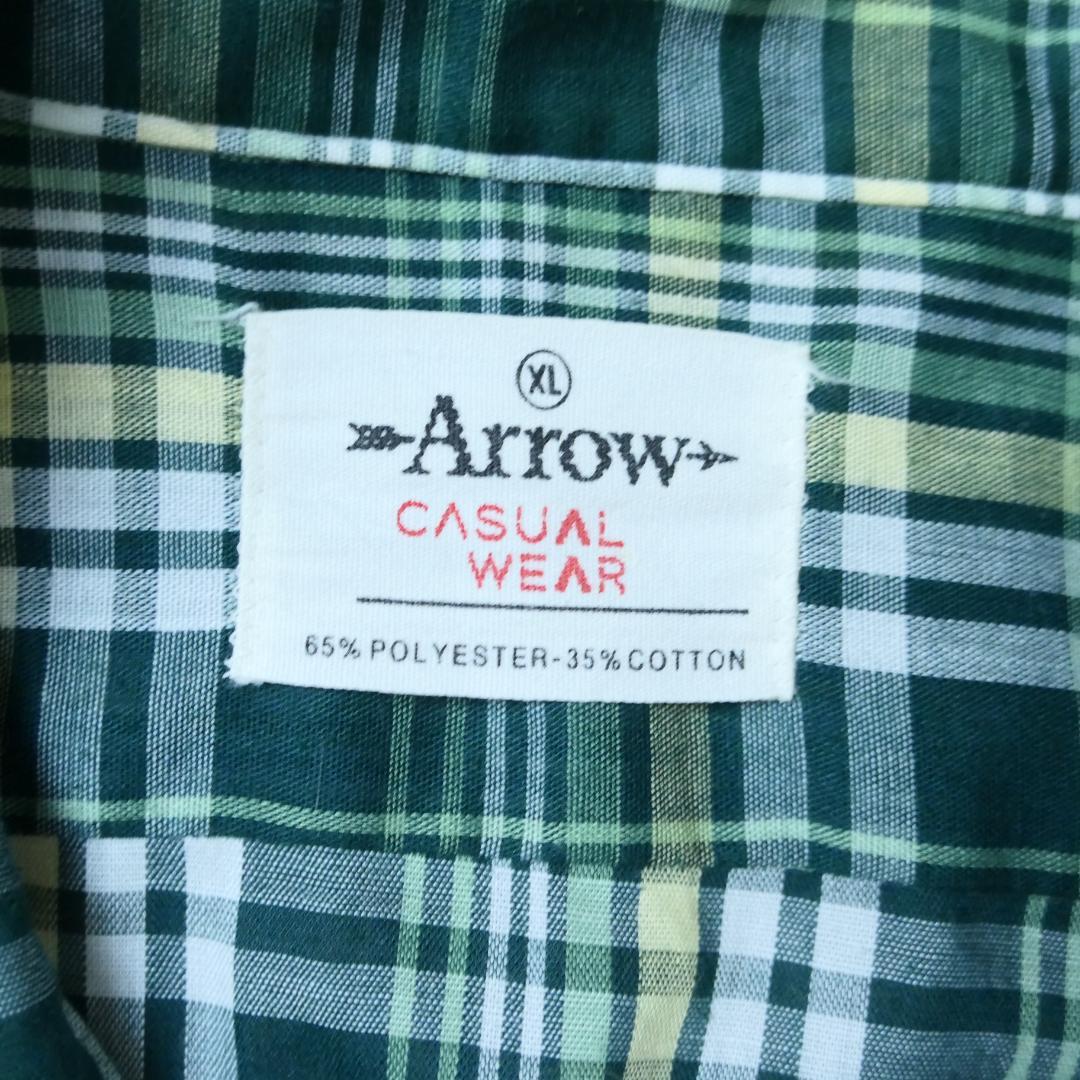 XL
Arrow
CASUAL
WEAR
65% POLYESTER-35% COTTON